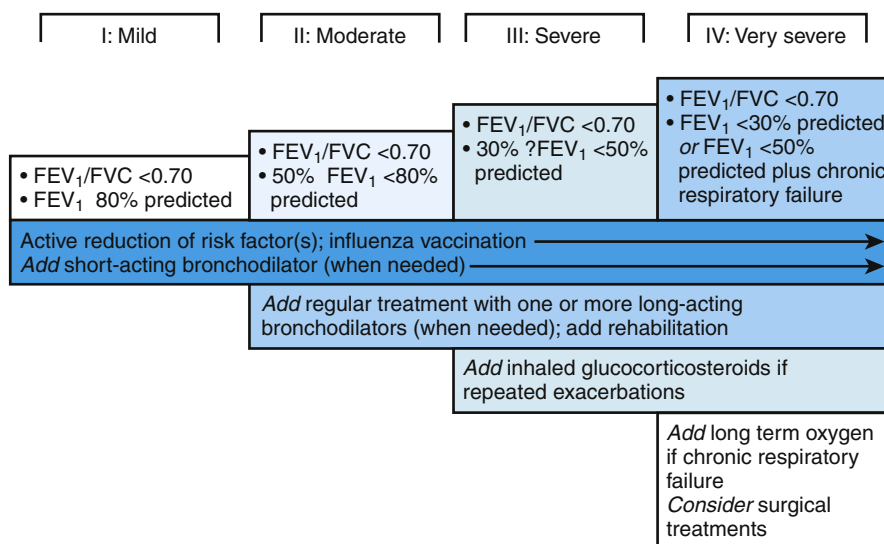 I: Mild
II: Moderate
III: Severe
IV: Very severe
• FEV₁/FVC <0.70
• FEV₁ 80% predicted
• FEV₁/FVC <0.70
• 50% FEV₁ <80%
predicted
• FEV₁/FVC <0.70
• 30% ?FEV₁ <50%
predicted
• FEV₁/FVC <0.70
• FEV₁ <30% predicted
or FEV₁ <50%
predicted plus chronic
respiratory failure
Active reduction of risk factor(s); influenza vaccination
Add short-acting bronchodilator (when needed)
Add regular treatment with one or more long-acting
bronchodilators (when needed); add rehabilitation
Add inhaled glucocorticosteroids if
repeated exacerbations
Add long term oxygen
if chronic respiratory
failure
Consider surgical
treatments